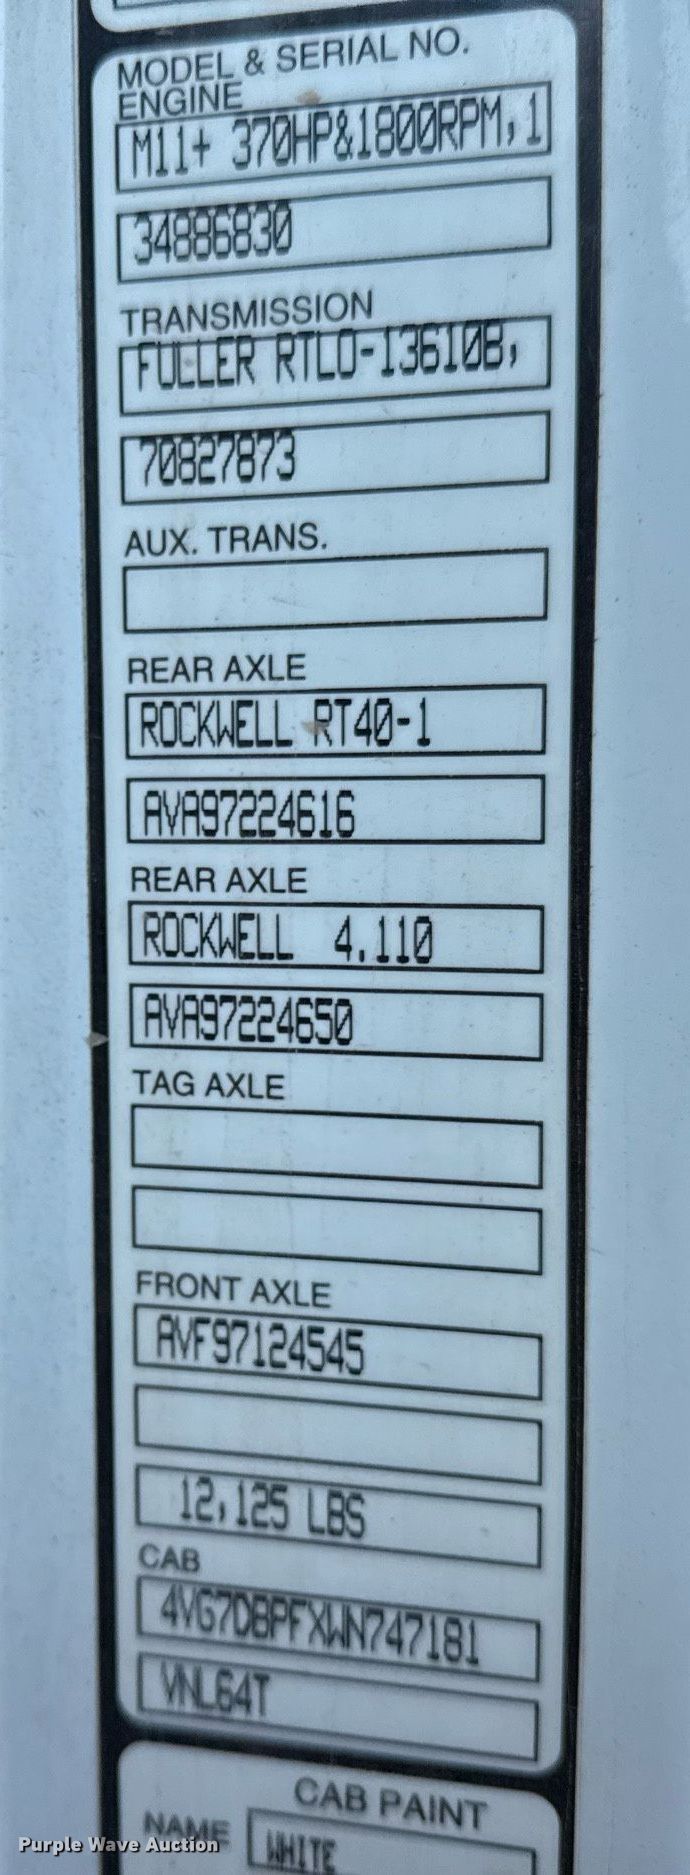 MODEL & SERIAL NO.
ENGINE
M11+ 370HP&1800RPM,1
34886830
TRANSMISSION
FULLER RTLO-13610B,
70827873
AUX. TRANS.
REAR AXLE
ROCKWELL RT40-1
AVA97224616
REAR AXLE
ROCKWELL 4.110
AVA97224650
TAG AXLE
FRONT AXLE
AVF97124545
12,125 LBS
CAB
4VG7DBPFXWN747181
VNL64T
CAB PAINT
NAME WHITE
Purple Wave Auction